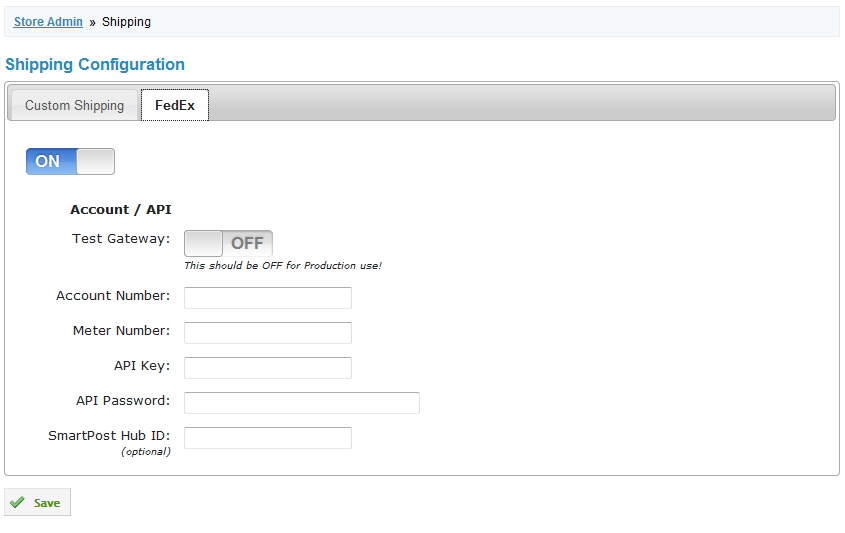 Store Admin » Shipping
Shipping Configuration
Custom Shipping FedEx
ON
Account / API
Test Gateway: OFF
This should be OFF for Production use!
Account Number:
Meter Number:
API Key:
API Password:
SmartPost Hub ID:
(optional)
Save